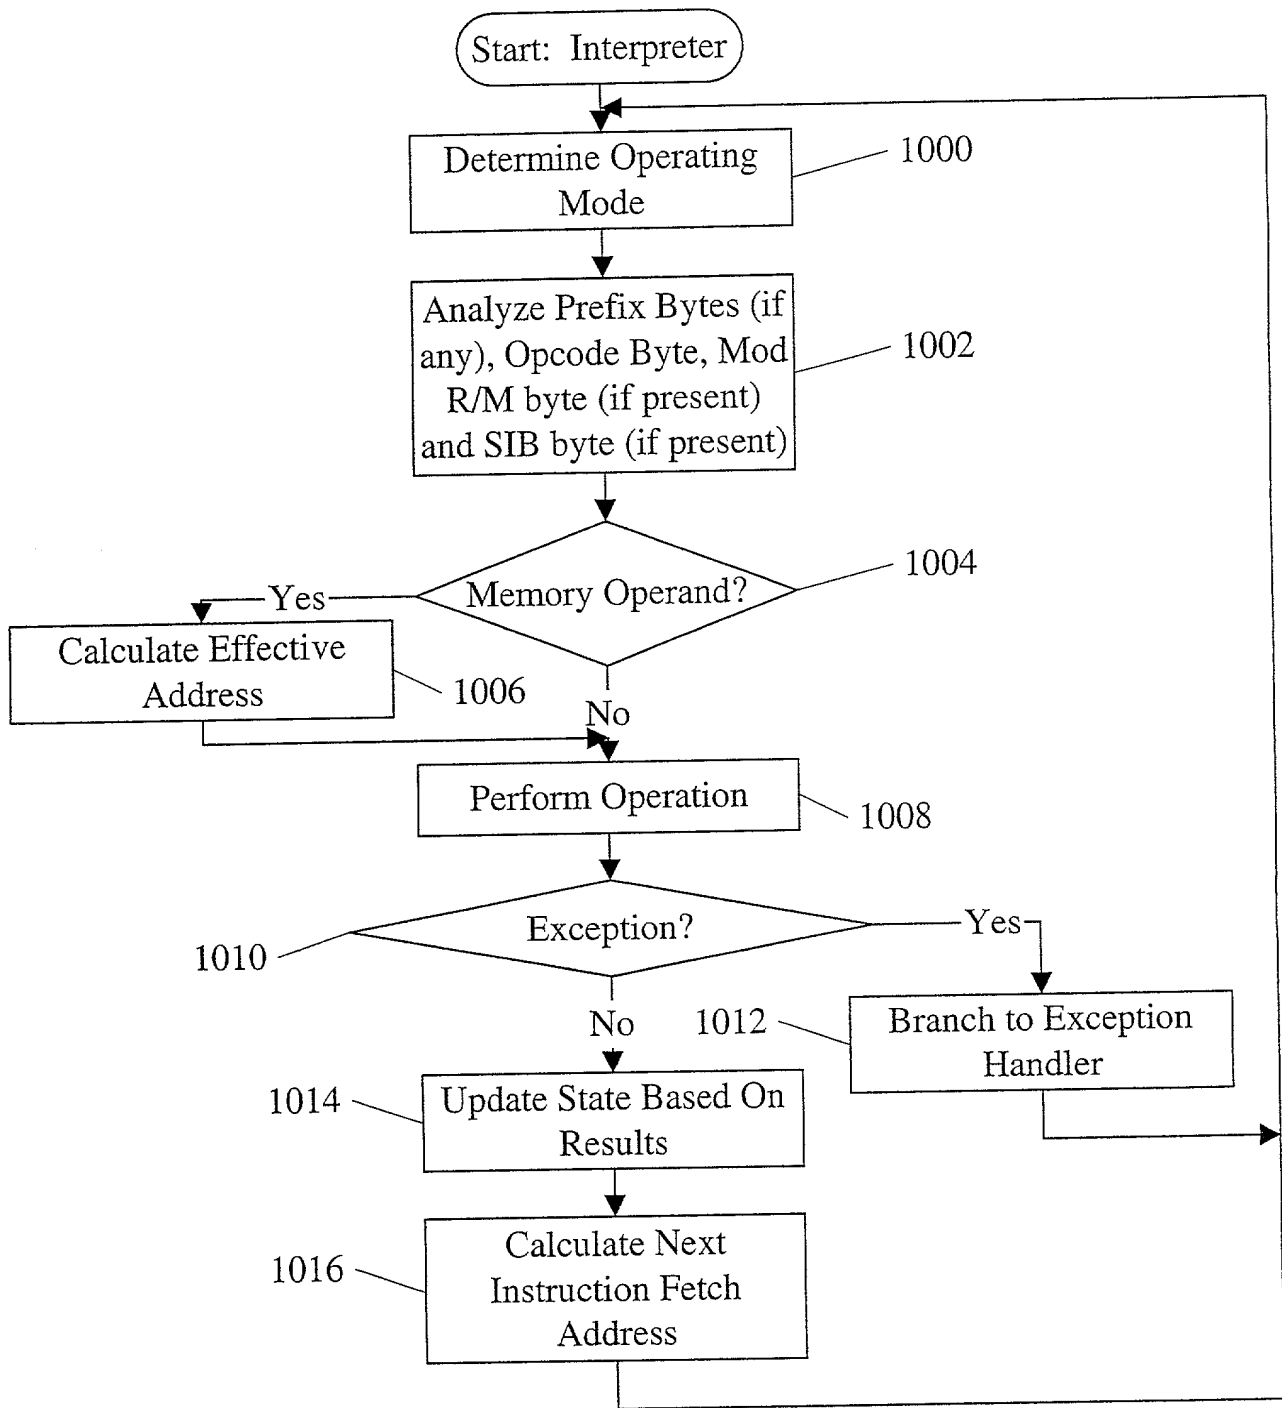 Start: Interpreter
Determine Operating
Mode
1000
Analyze Prefix Bytes (if
any), Opcode Byte, Mod
R/M byte (if present)
and SIB byte (if present)
1002
Memory Operand?
1004
Yes
Calculate Effective
Address
1006
No
Perform Operation
1008
Exception?
1010
Yes
No
1012
Branch to Exception
Handler
1014
Update State Based On
Results
1016
Calculate Next
Instruction Fetch
Address